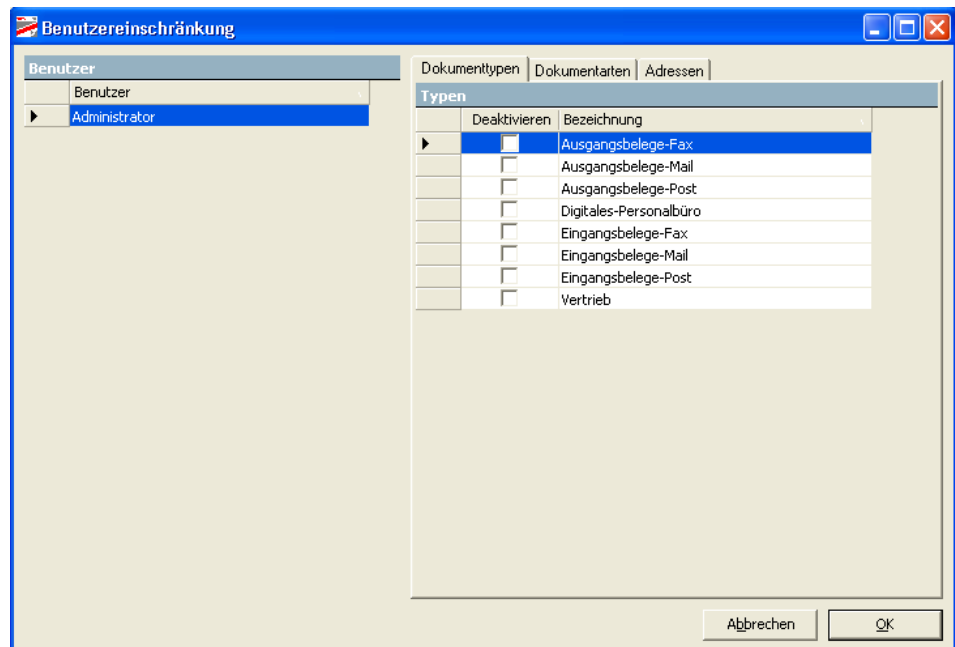 Benutzereinschränkung
Benutzer
Benutzer
Administrator
Dokumenttypen Dokumentarten Adressen
Typen
Deaktivieren Bezeichnung
Ausgangsbelege-Fax
Ausgangsbelege-Mail
Ausgangsbelege-Post
Digitales-Personalbüro
Eingangsbelege-Fax
Eingangsbelege-Mail
Eingangsbelege-Post
Vertrieb
Abbrechen OK